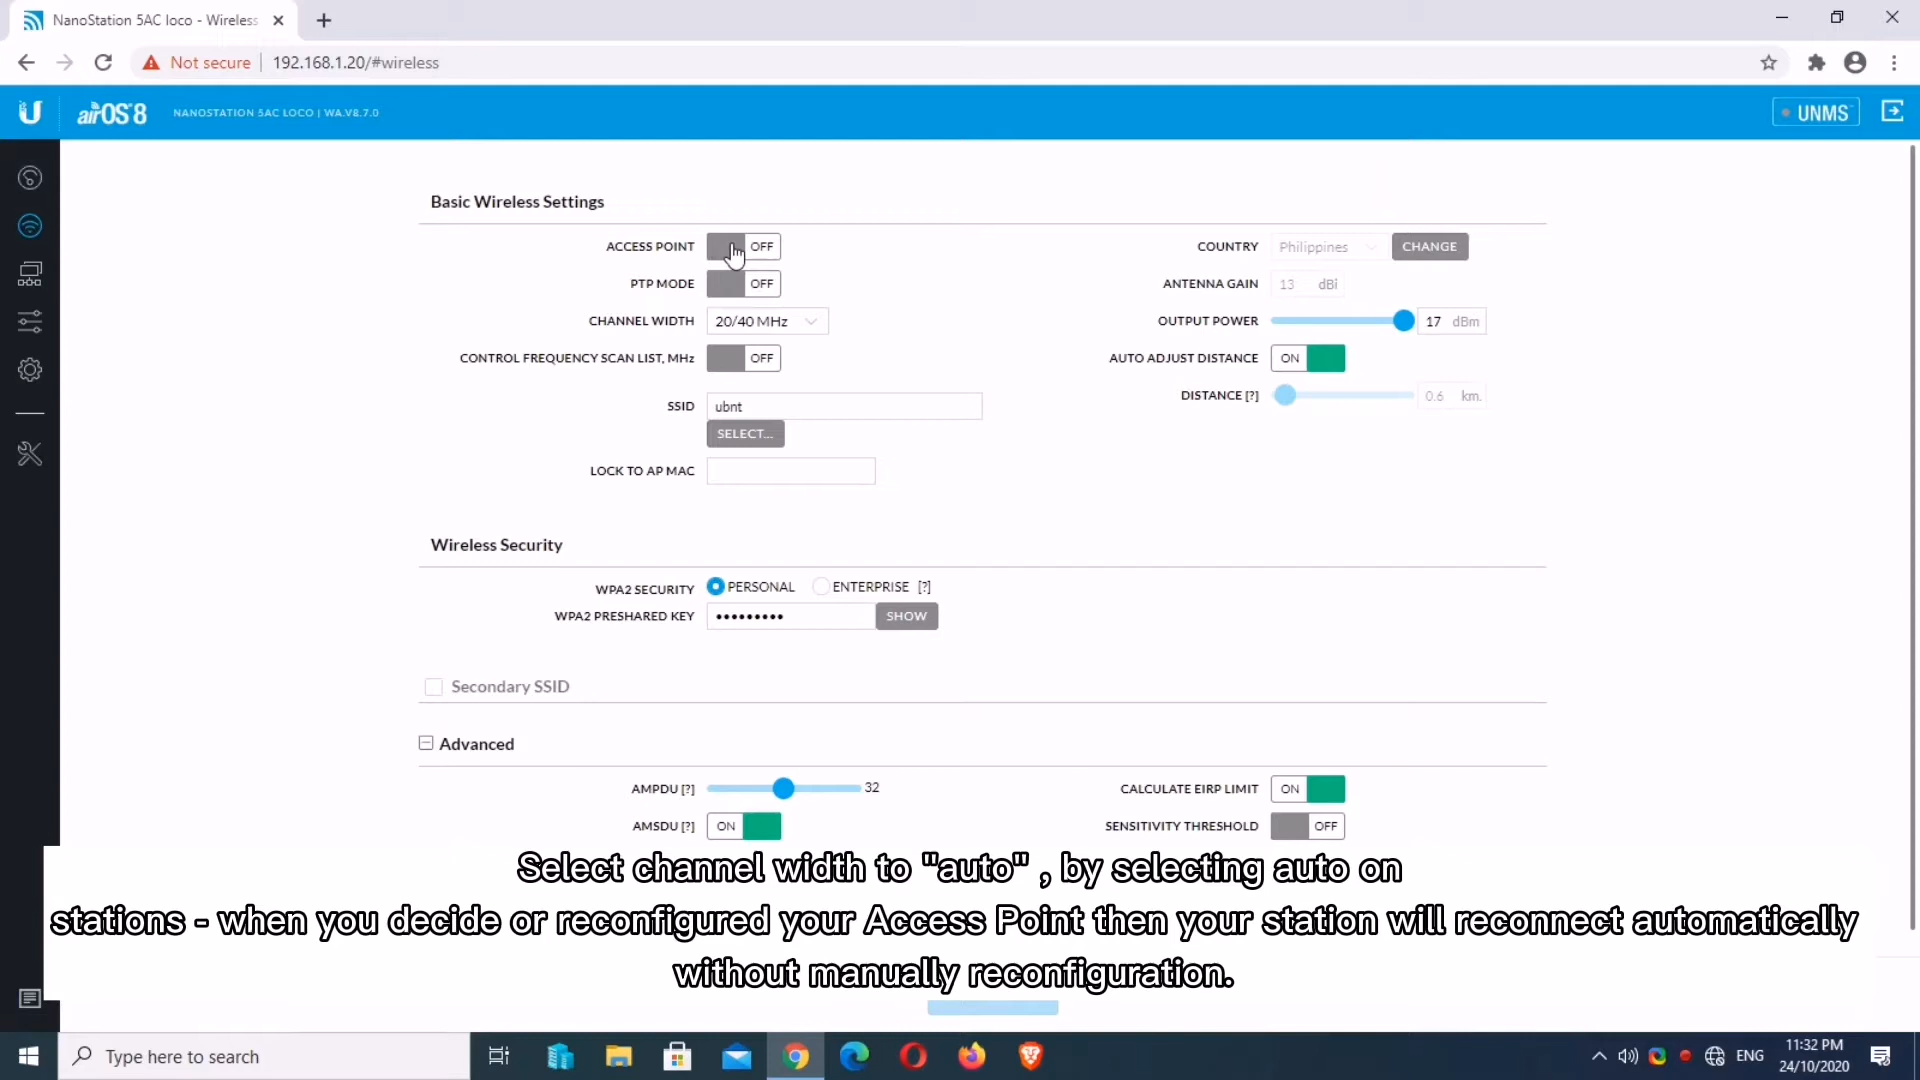 NanoStation 5AC loco - Wireless
Not secure
192.168.1.20/#wireless
airOS 8
NANOSTATION 5AC LOCO | WA.V8.7.0
UNMS
Basic Wireless Settings
ACCESS POINT OFF
COUNTRY Philippines CHANGE
PTP MODE OFF
ANTENNA GAIN 13 dBi
CHANNEL WIDTH 20/40 MHz
OUTPUT POWER 17 dBm
CONTROL FREQUENCY SCAN LIST, MHz OFF
AUTO ADJUST DISTANCE ON
DISTANCE [?] 0.6 km.
SSID ubnt
SELECT...
LOCK TO AP MAC
Wireless Security
WPA2 SECURITY PERSONAL ENTERPRISE [?]
WPA2 PRESHARED KEY ••••••••• SHOW
Secondary SSID
Advanced
AMPDU [?] 32
CALCULATE EIRP LIMIT ON
AMSDU [?] ON
SENSITIVITY THRESHOLD OFF
Select channel width to "auto" , by selecting auto on
stations - when you decide or reconfigured your Access Point then your station will reconnect automatically
without manually reconfiguration.
Type here to search
ENG
11:32 PM
24/10/2020